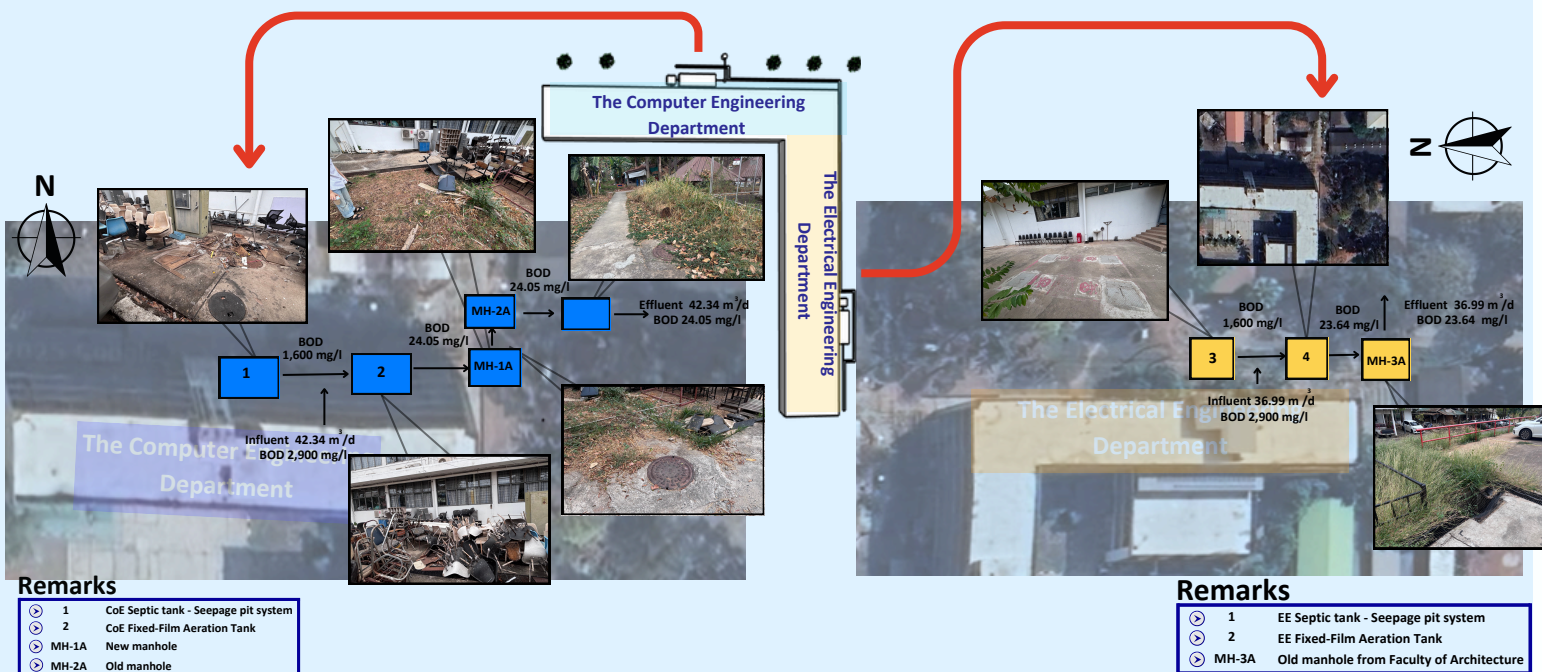 The Computer Engineering
Department
The Electrical Engineering
Department
N
BOD
1,600 mg/l
BOD
24.05 mg/l
BOD
24.05 mg/l
Effluent 42.34 m³/d
BOD 24.05 mg/l
1
2
MH-1A
MH-2A
Influent 42.34 m³/d
BOD 2,900 mg/l
The Computer Engineering
Department
Remarks
1 CoE Septic tank - Seepage pit system
2 CoE Fixed-Film Aeration Tank
MH-1A New manhole
MH-2A Old manhole
N
BOD
1,600 mg/l
BOD
23.64 mg/l
Effluent 36.99 m³/d
BOD 23.64 mg/l
3
4
MH-3A
Influent 36.99 m³/d
BOD 2,900 mg/l
The Electrical Engineering
Department
Remarks
1 EE Septic tank - Seepage pit system
2 EE Fixed-Film Aeration Tank
MH-3A Old manhole from Faculty of Architecture